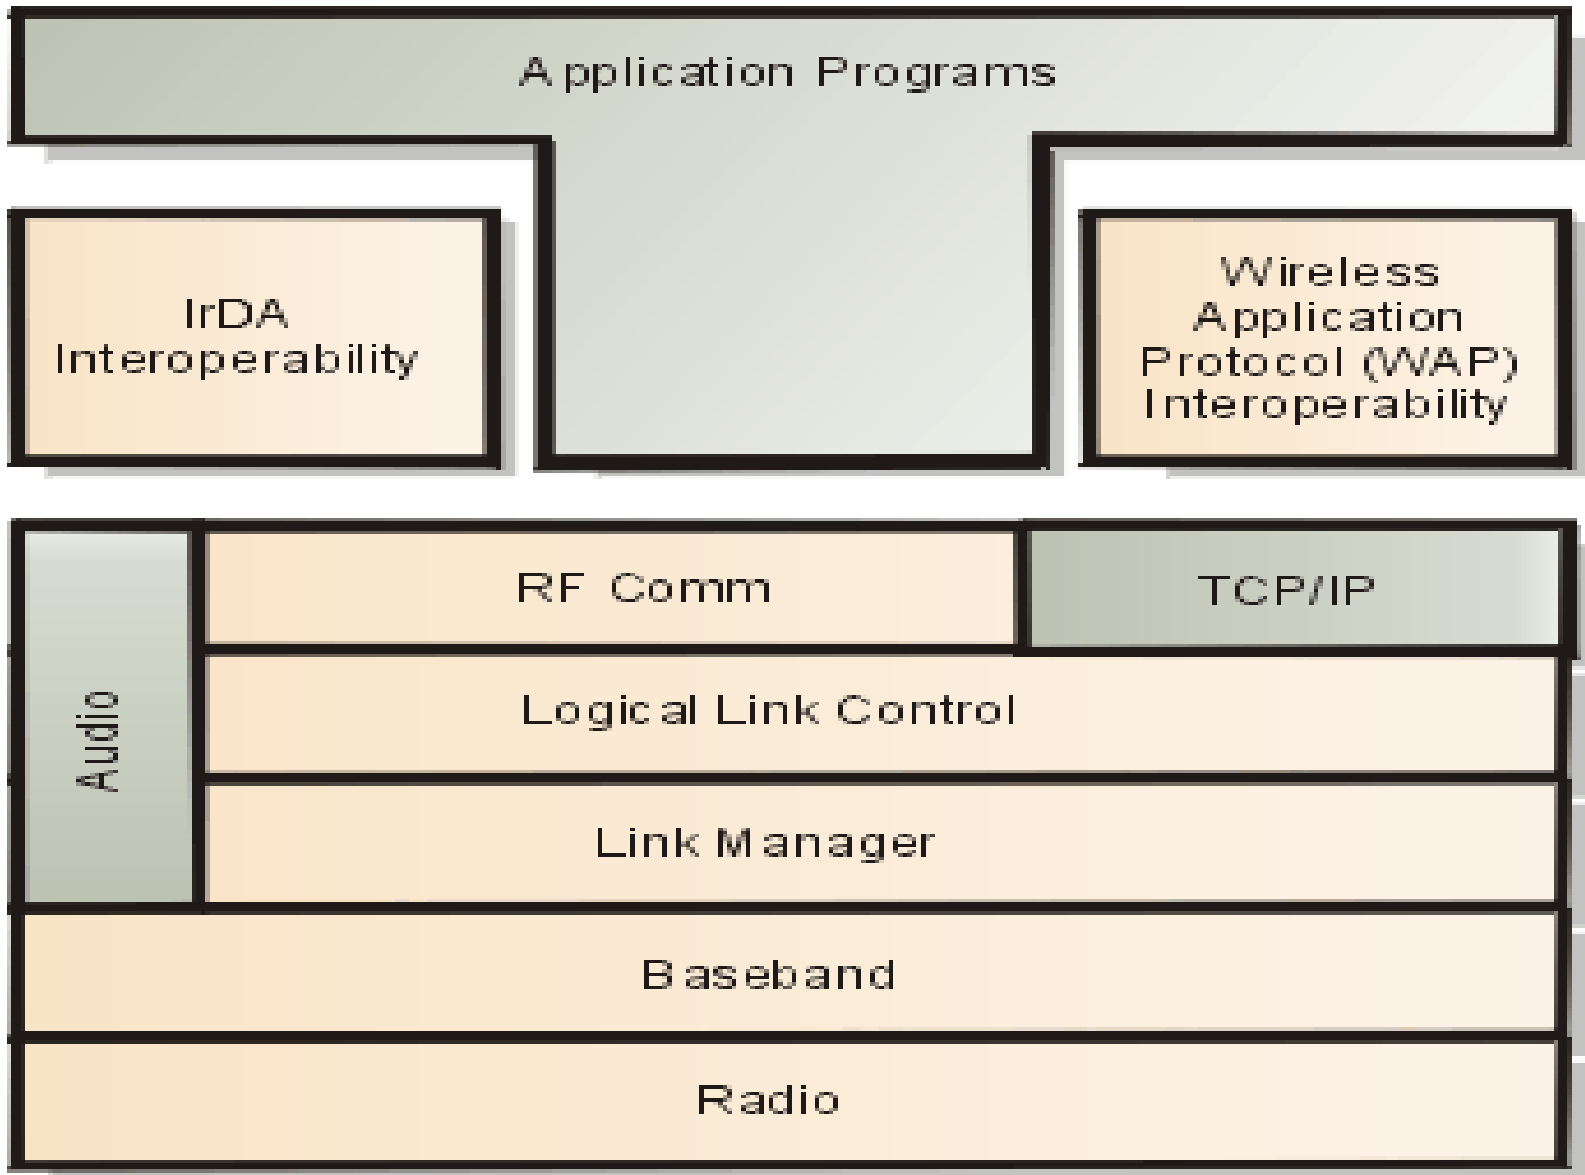 Application Programs
IrDA
Interoperability
Wireless
Application
Protocol (WAP)
Interoperability
RF Comm
TCP/IP
Audio
Logical Link Control
Link Manager
Baseband
Radio